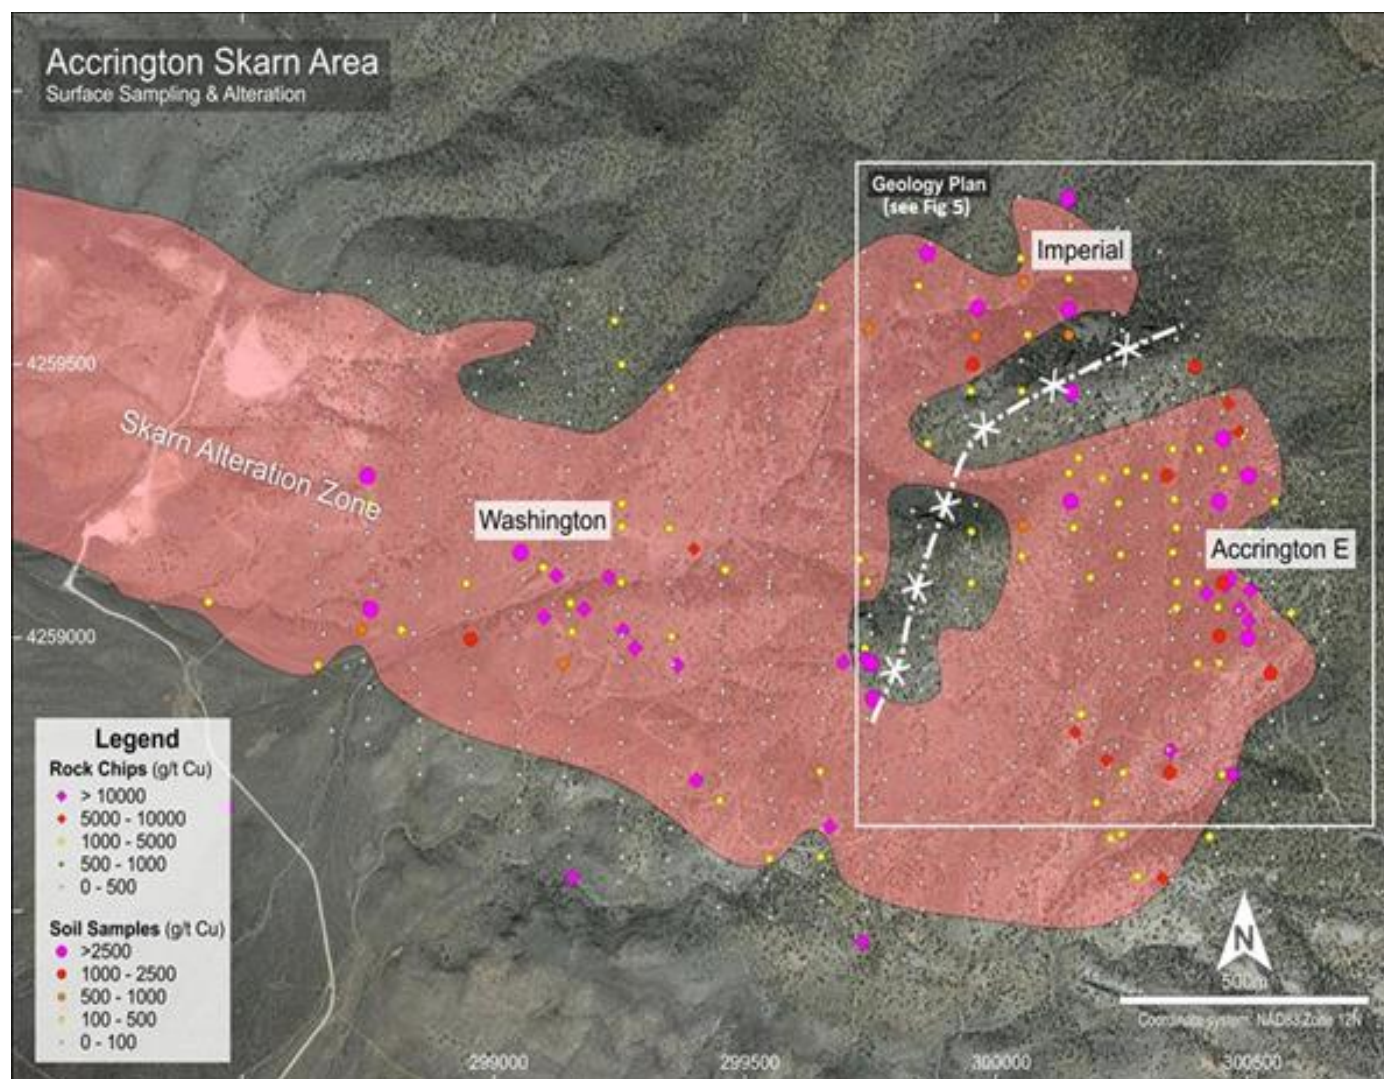 Accrington Skarn Area
Surface Sampling & Alteration
Geology Plan
(see Fig 5)
Imperial
4259500
Skarn Alteration Zone
Washington
Accrington E
4259000
Legend
Rock Chips (g/t Cu)
> 10000
5000 - 10000
1000 - 5000
500 - 1000
0 - 500
Soil Samples (g/t Cu)
>2500
1000 - 2500
500 - 1000
100 - 500
0 - 100
N
500m
Coordinate system: NAD83 Zone 12N
299000
299500
300000
300500